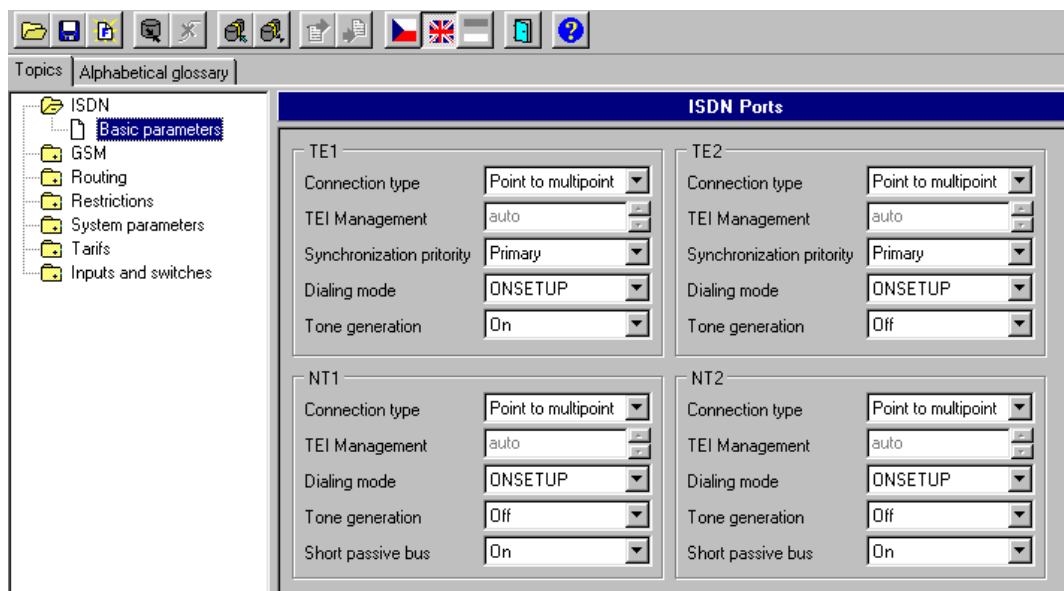 Topics Alphabetical glossary
ISDN
Basic parameters
GSM
Routing
Restrictions
System parameters
Tarifs
Inputs and switches
ISDN Ports
TE1
Connection type Point to multipoint
TEI Management auto
Synchronization pritority Primary
Dialing mode ONSETUP
Tone generation On
TE2
Connection type Point to multipoint
TEI Management auto
Synchronization pritority Primary
Dialing mode ONSETUP
Tone generation Off
NT1
Connection type Point to multipoint
TEI Management auto
Dialing mode ONSETUP
Tone generation Off
Short passive bus On
NT2
Connection type Point to multipoint
TEI Management auto
Dialing mode ONSETUP
Tone generation Off
Short passive bus On